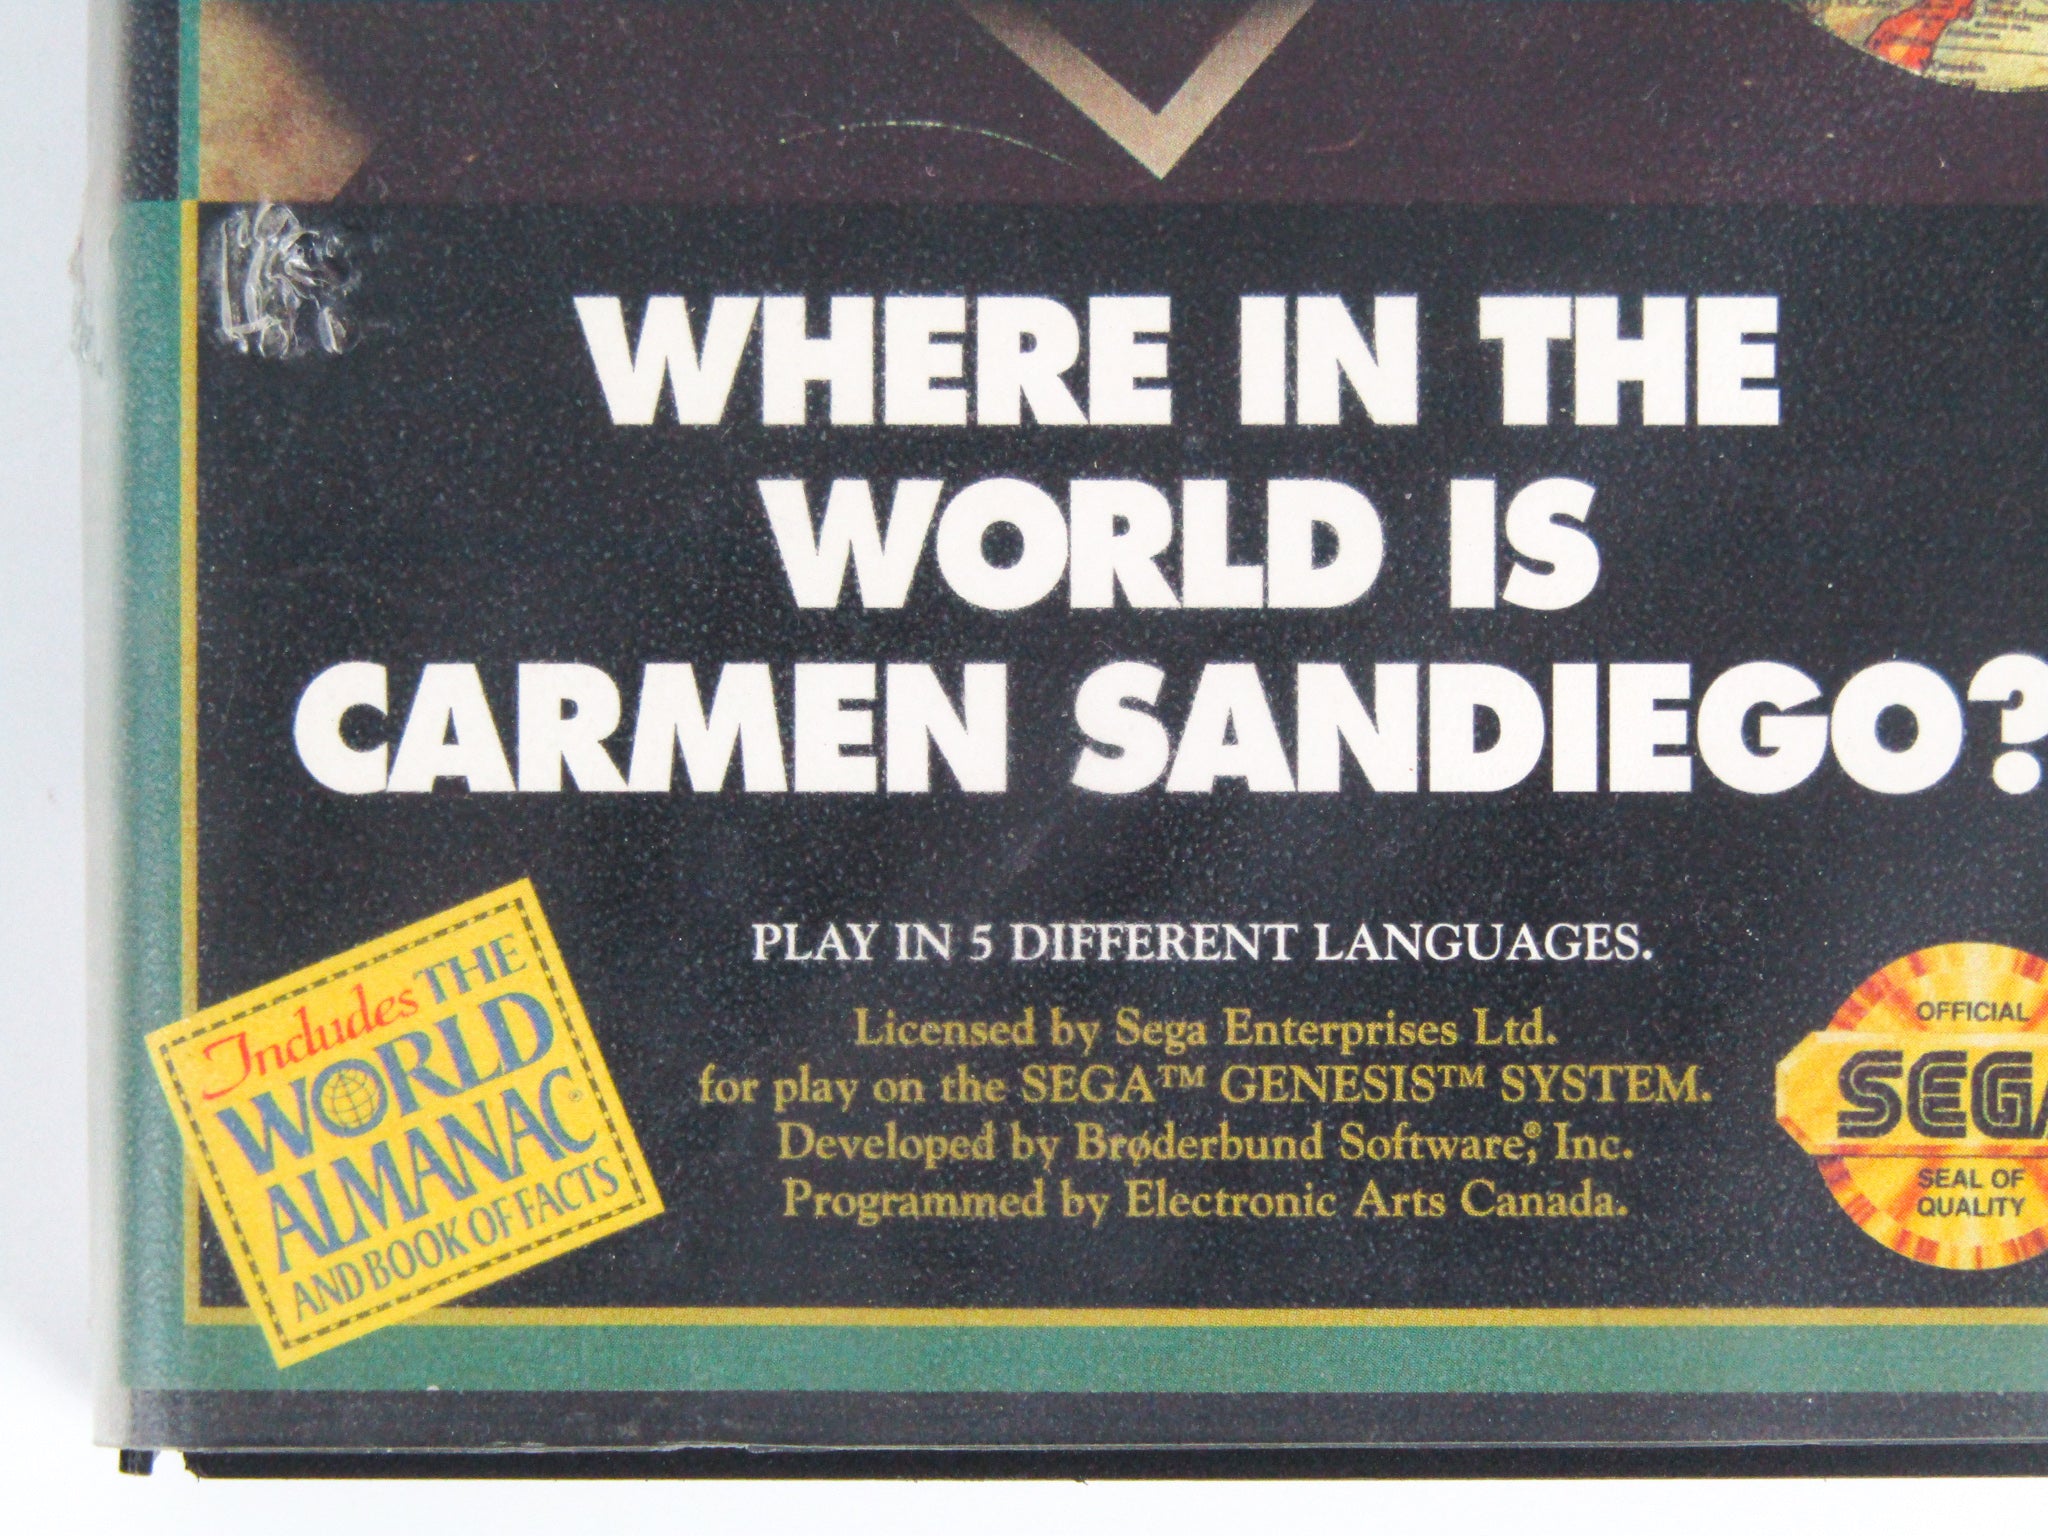 WHERE IN THE
WORLD IS
CARMEN SANDIEGO?
PLAY IN 5 DIFFERENT LANGUAGES.
Licensed by Sega Enterprises Ltd.
for play on the SEGA™ GENESIS™ SYSTEM.
Developed by Brøderbund Software,® Inc.
Programmed by Electronic Arts Canada.
Includes THE
WORLD
ALMANAC®
AND BOOK OF FACTS
OFFICIAL
SEGA
SEAL OF
QUALITY